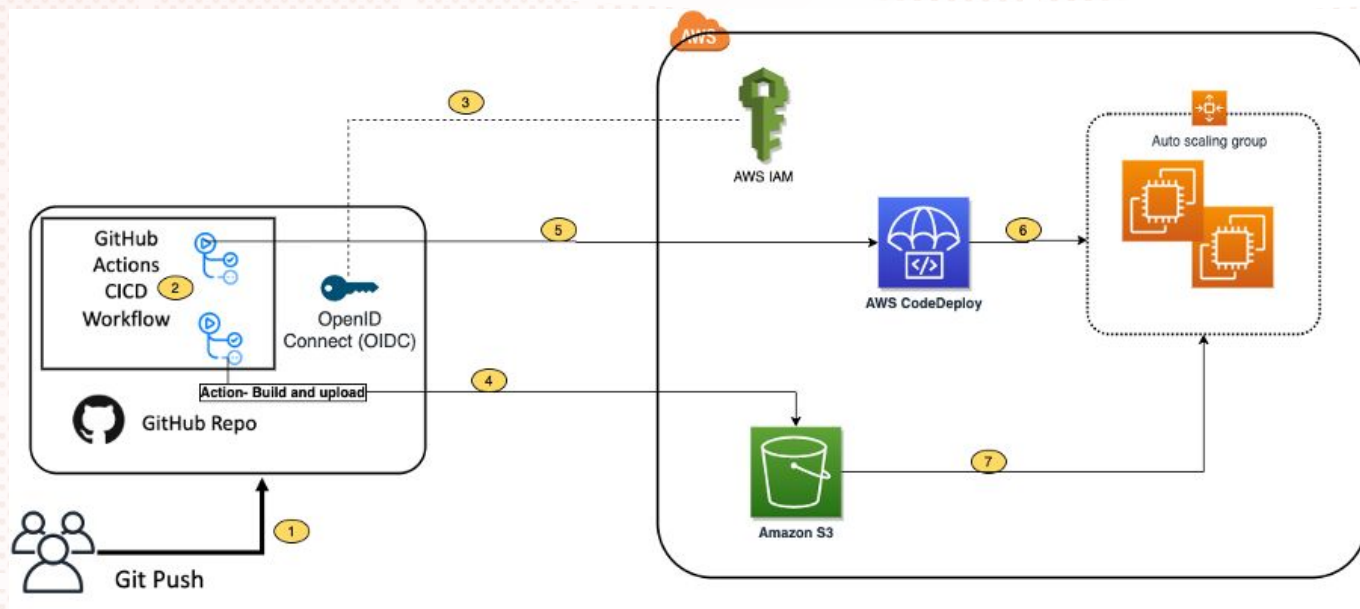 AWS
3
AWS IAM
Auto scaling group
GitHub
Actions
CICD
Workflow
2
5
6
OpenID
Connect (OIDC)
AWS CodeDeploy
Action- Build and upload
4
GitHub Repo
7
Amazon S3
1
Git Push